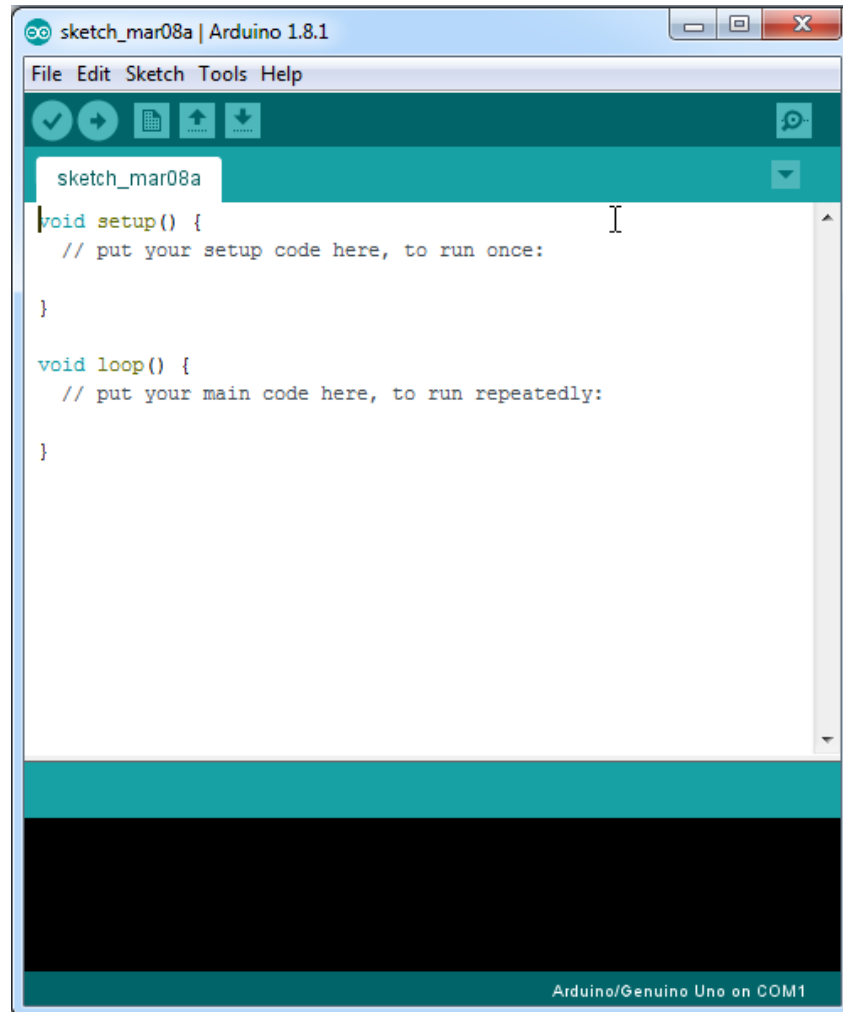 sketch_mar08a | Arduino 1.8.1
File Edit Sketch Tools Help
sketch_mar08a
void setup() {
  // put your setup code here, to run once:

}

void loop() {
  // put your main code here, to run repeatedly:

}
Arduino/Genuino Uno on COM1